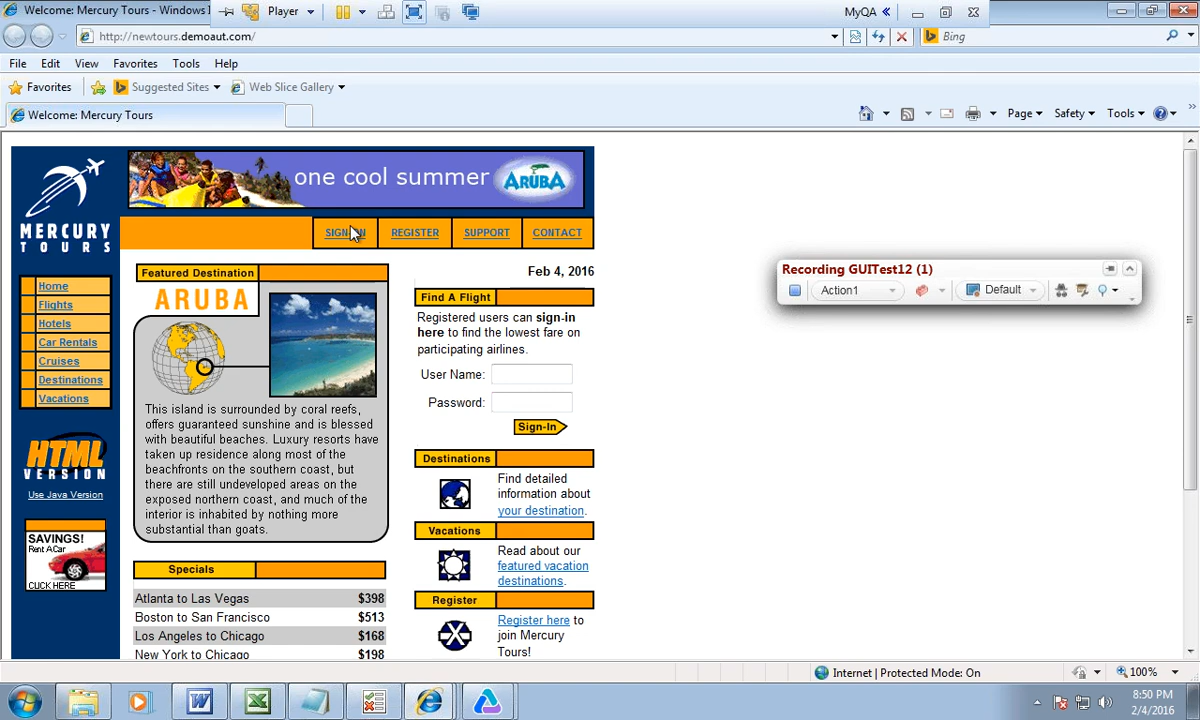 Welcome: Mercury Tours - Windows I
Player
MyQA
http://newtours.demoaut.com/
Bing
File Edit View Favorites Tools Help
Favorites Suggested Sites Web Slice Gallery
Welcome: Mercury Tours
Page Safety Tools
one cool summer ARUBA
MERCURY
TOURS
SIGN-ON REGISTER SUPPORT CONTACT
Home
Flights
Hotels
Car Rentals
Cruises
Destinations
Vacations
HTML
VERSION
Use Java Version
SAVINGS!
Rent A Car
CLICK HERE
Featured Destination
ARUBA
This island is surrounded by coral reefs,
offers guaranteed sunshine and is blessed
with beautiful beaches. Luxury resorts have
taken up residence along most of the
beachfronts on the southern coast, but
there are still undeveloped areas on the
exposed northern coast, and much of the
interior is inhabited by nothing more
substantial than goats.
Specials
Atlanta to Las Vegas $398
Boston to San Francisco $513
Los Angeles to Chicago $168
New York to Chicago $198
Feb 4, 2016
Find A Flight
Registered users can sign-in
here to find the lowest fare on
participating airlines.
User Name:
Password:
Sign-In
Destinations
Find detailed
information about
your destination.
Vacations
Read about our
featured vacation
destinations.
Register
Register here to
join Mercury
Tours!
Recording GUITest12 (1)
Action1 Default
Internet | Protected Mode: On
100%
8:50 PM
2/4/2016